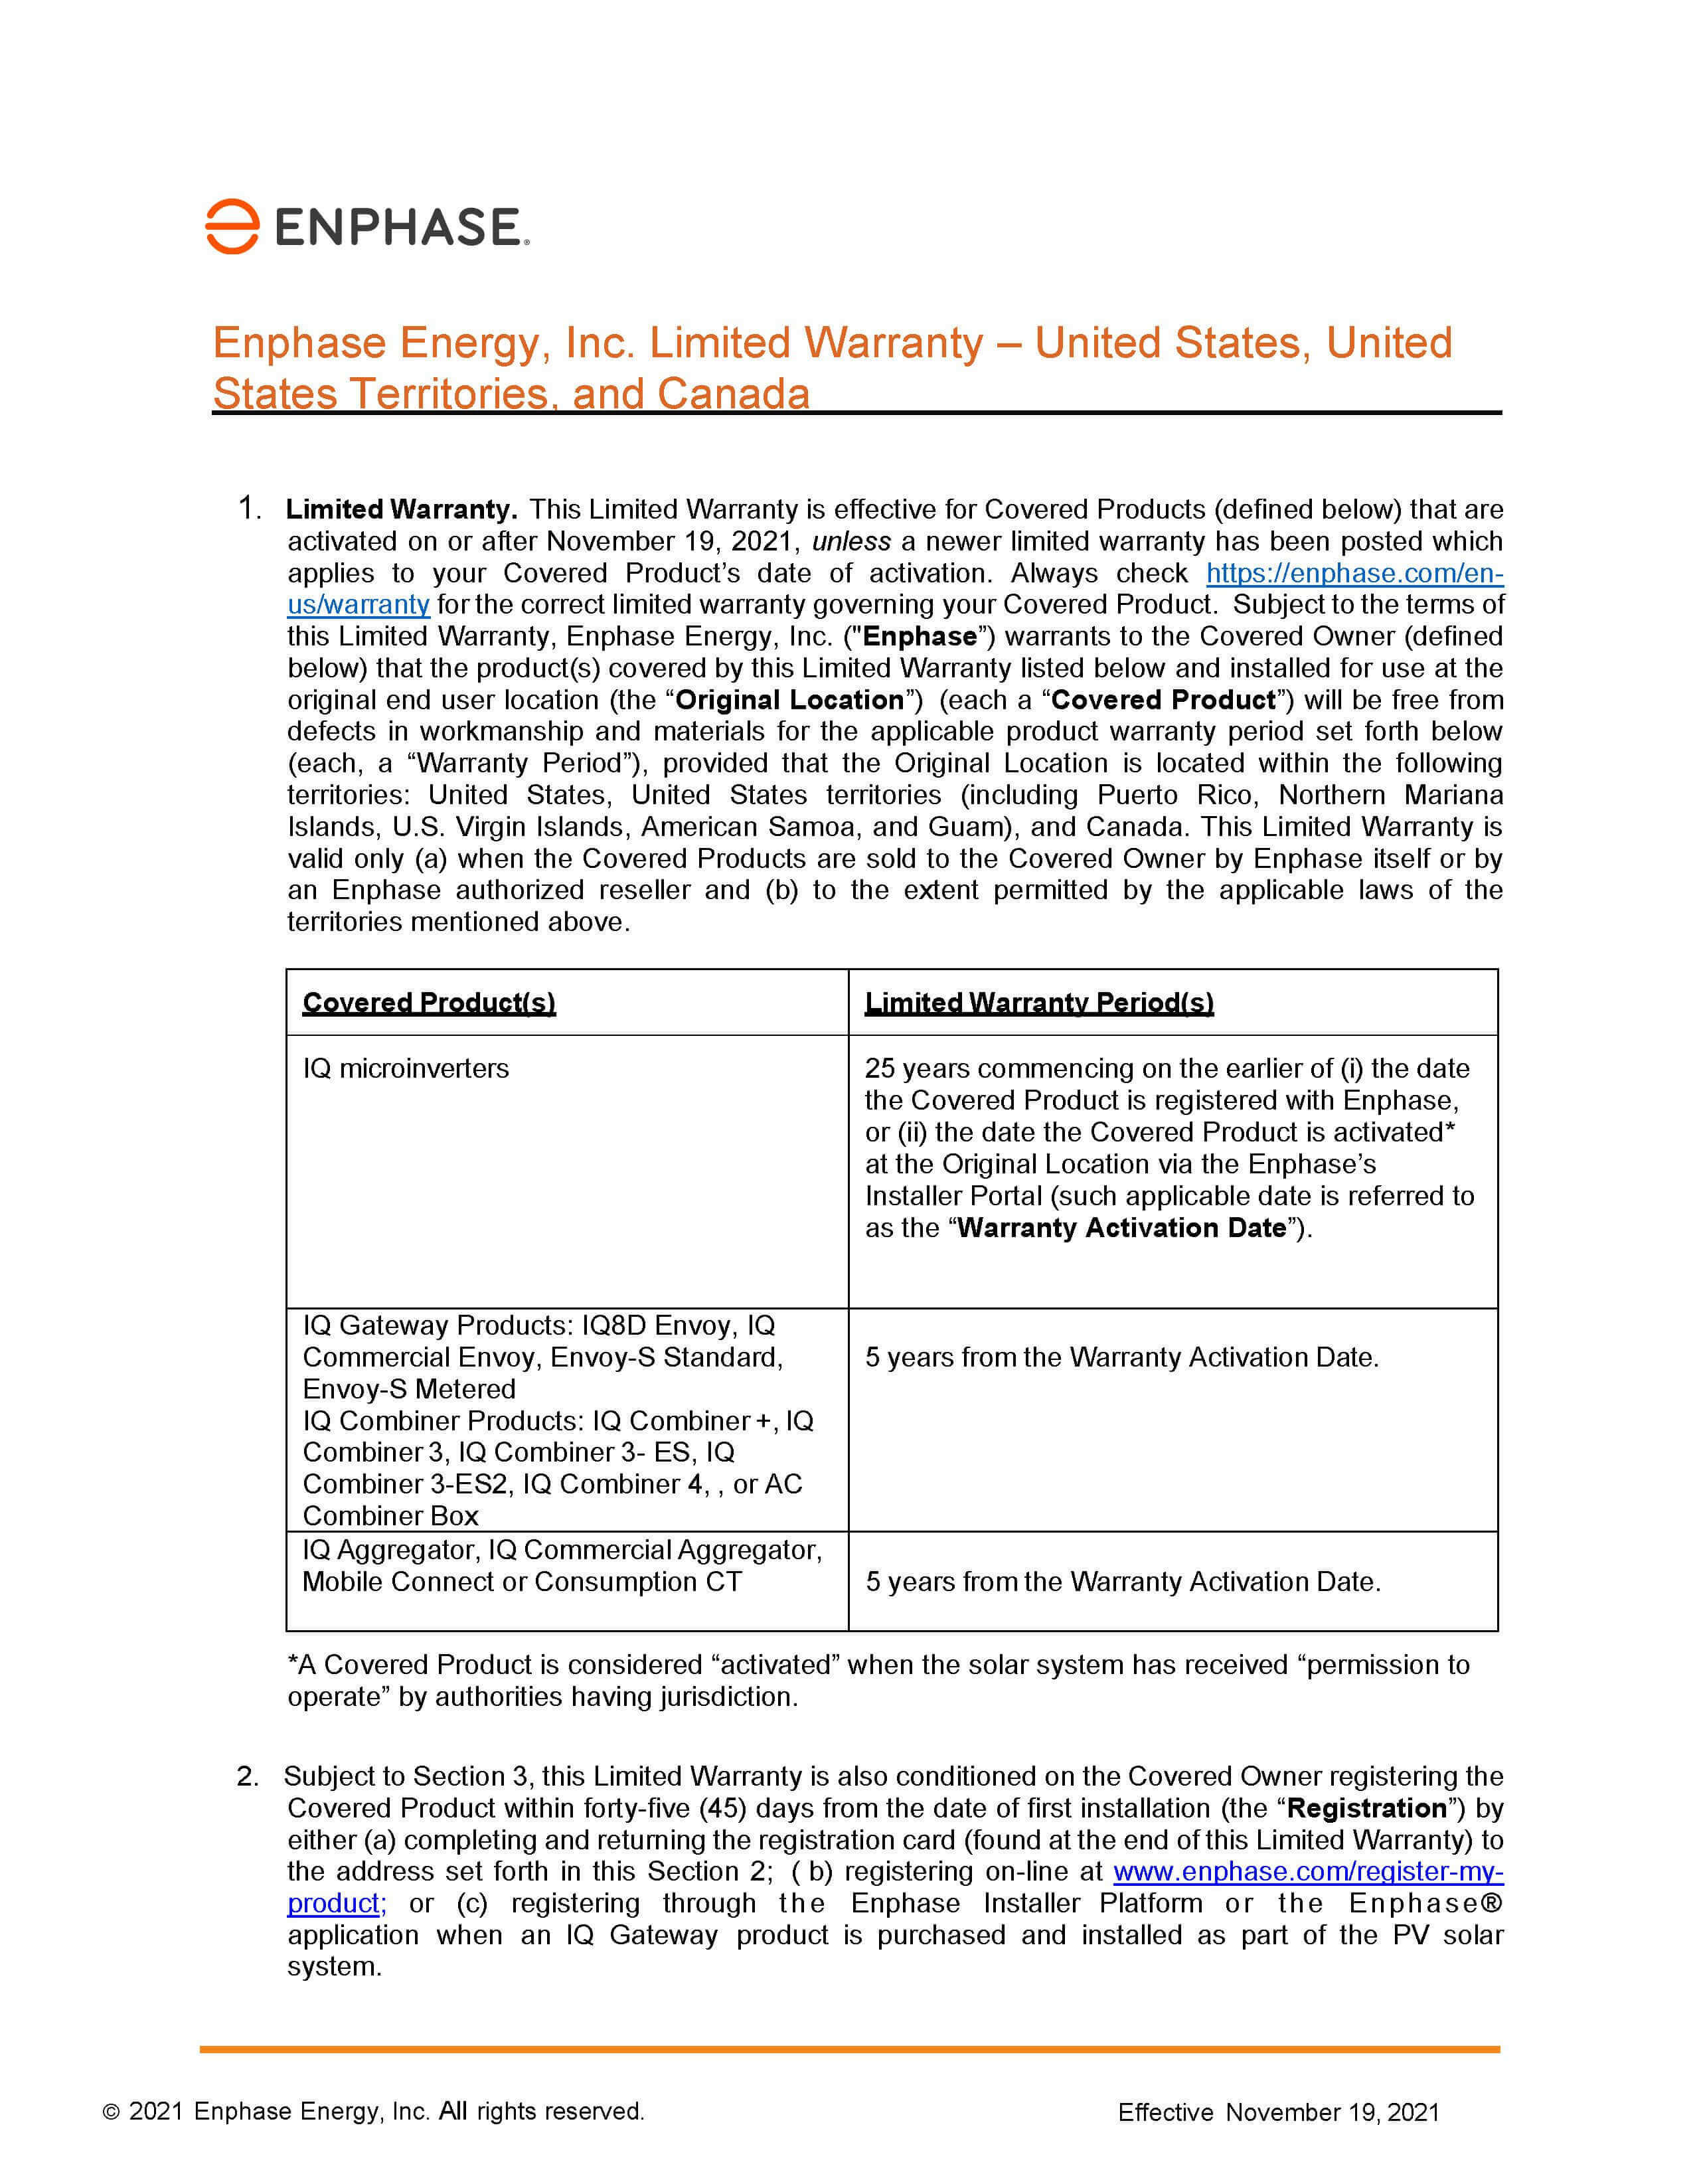 ENPHASE®
Enphase Energy, Inc. Limited Warranty – United States, United
States Territories, and Canada
1. Limited Warranty. This Limited Warranty is effective for Covered Products (defined below) that are
activated on or after November 19, 2021, unless a newer limited warranty has been posted which
applies to your Covered Product’s date of activation. Always check https://enphase.com/en-
us/warranty for the correct limited warranty governing your Covered Product. Subject to the terms of
this Limited Warranty, Enphase Energy, Inc. ("Enphase”) warrants to the Covered Owner (defined
below) that the product(s) covered by this Limited Warranty listed below and installed for use at the
original end user location (the “Original Location”) (each a “Covered Product”) will be free from
defects in workmanship and materials for the applicable product warranty period set forth below
(each, a “Warranty Period”), provided that the Original Location is located within the following
territories: United States, United States territories (including Puerto Rico, Northern Mariana
Islands, U.S. Virgin Islands, American Samoa, and Guam), and Canada. This Limited Warranty is
valid only (a) when the Covered Products are sold to the Covered Owner by Enphase itself or by
an Enphase authorized reseller and (b) to the extent permitted by the applicable laws of the
territories mentioned above.
Covered Product(s)
Limited Warranty Period(s)
IQ microinverters
25 years commencing on the earlier of (i) the date
the Covered Product is registered with Enphase,
or (ii) the date the Covered Product is activated*
at the Original Location via the Enphase’s
Installer Portal (such applicable date is referred to
as the “Warranty Activation Date”).
IQ Gateway Products: IQ8D Envoy, IQ
Commercial Envoy, Envoy-S Standard,
Envoy-S Metered
IQ Combiner Products: IQ Combiner +, IQ
Combiner 3, IQ Combiner 3- ES, IQ
Combiner 3-ES2, IQ Combiner 4, , or AC
Combiner Box
5 years from the Warranty Activation Date.
IQ Aggregator, IQ Commercial Aggregator,
Mobile Connect or Consumption CT
5 years from the Warranty Activation Date.
*A Covered Product is considered “activated” when the solar system has received “permission to
operate” by authorities having jurisdiction.
2. Subject to Section 3, this Limited Warranty is also conditioned on the Covered Owner registering the
Covered Product within forty-five (45) days from the date of first installation (the “Registration”) by
either (a) completing and returning the registration card (found at the end of this Limited Warranty) to
the address set forth in this Section 2; ( b) registering on-line at www.enphase.com/register-my-
product; or (c) registering through the Enphase Installer Platform or the Enphase®
application when an IQ Gateway product is purchased and installed as part of the PV solar
system.
© 2021 Enphase Energy, Inc. All rights reserved.
Effective November 19, 2021